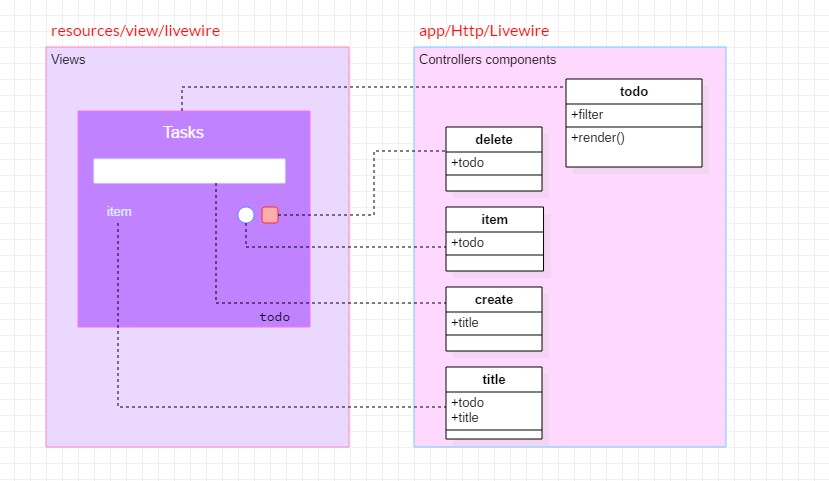 resources/view/livewire
Views
Tasks
item
todo
app/Http/Livewire
Controllers components
todo
+filter
+render()
delete
+todo
item
+todo
create
+title
title
+todo
+title